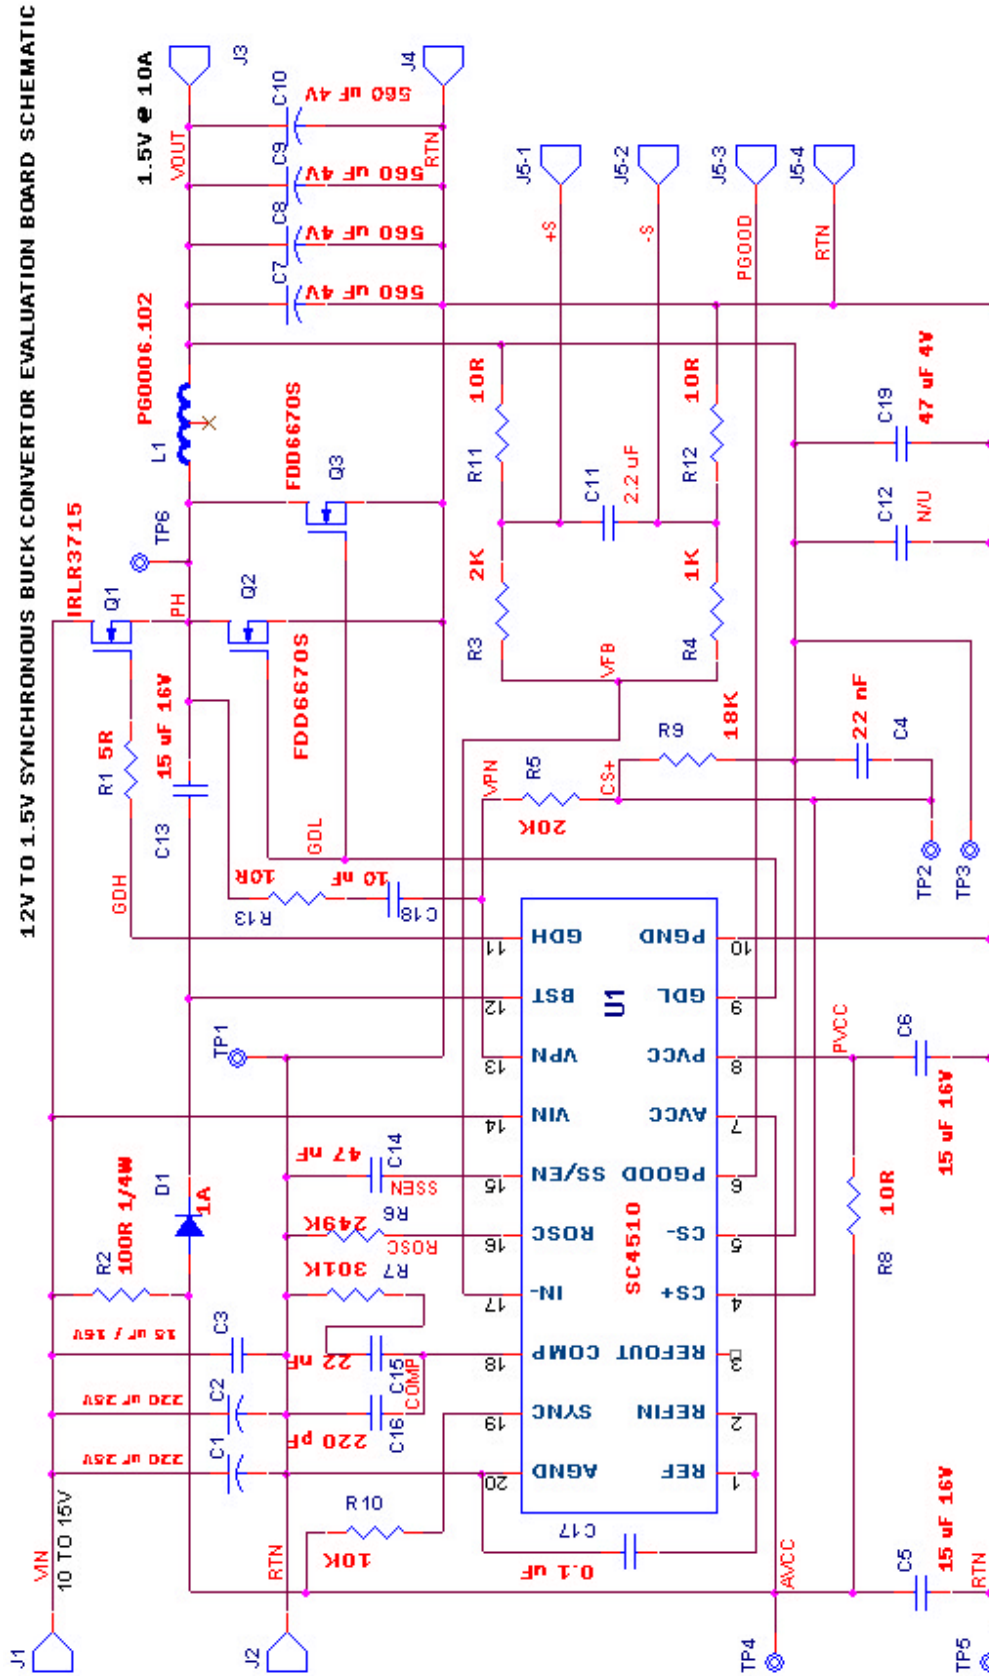 12V TO 1.5V SYNCHRONOUS BUCK CONVERTOR EVALUATION BOARD SCHEMATIC
J1
VIN
10 TO 15V
220 uF 25V
C1
220 uF 25V
C2
15 uF / 16V
C3
R2
100R 1/4W
D1
1A
TP1
GDH
C13
15 uF 16V
R1
5R
IRLR3715
Q1
PH
TP6
Q2
FDD6670S
GDL
L1
PG0006.102
FDD6670S
Q3
1.5V @ 10A
VOUT
J3
C7
560 uF 4V
C8
560 uF 4V
C9
560 uF 4V
C10
560 uF 4V
RTN
J4
J2
RTN
R10
10K
220 pF
C16
COMP
22 nF
C15
301K
R7
249K
R6
ROSC
47 nF
C14
SSEN
R13
10R
10 nF
C18
VPN
R5
20K
CS+
R9
18K
VFB
R3
2K
R4
1K
R11
10R
C11
2.2 uF
R12
10R
+S
J5-1
-S
J5-2
PGOOD
J5-3
RTN
J5-4
U1
SC4510
20
AGND
19
SYNC
18
COMP
17
IN-
16
ROSC
15
SS/EN
14
VIN
13
VPN
12
BST
11
GDH
1
REF
2
REFIN
3
REFOUT
4
CS+
5
CS-
6
PGOOD
7
AVCC
8
PVCC
9
GDL
10
PGND
C17
0.1 uF
AVCC
TP4
TP5
RTN
C5
15 uF 16V
R8
10R
PVCC
C6
15 uF 16V
TP2
TP3
C4
22 nF
C12
N/U
C19
47 uF 4V